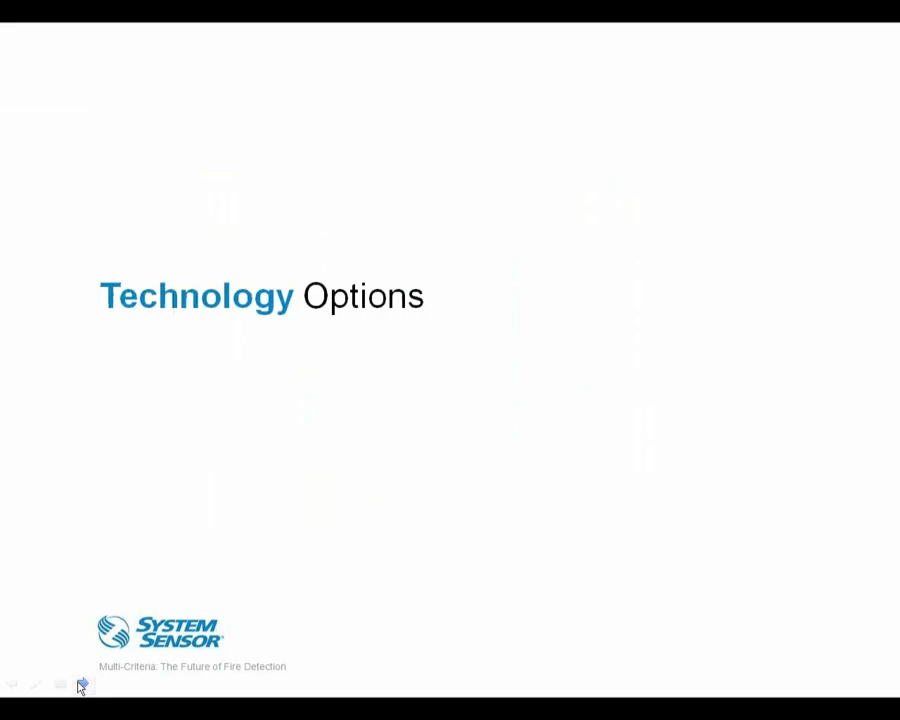 Technology Options
SYSTEM
SENSOR
Multi-Criteria: The Future of Fire Detection